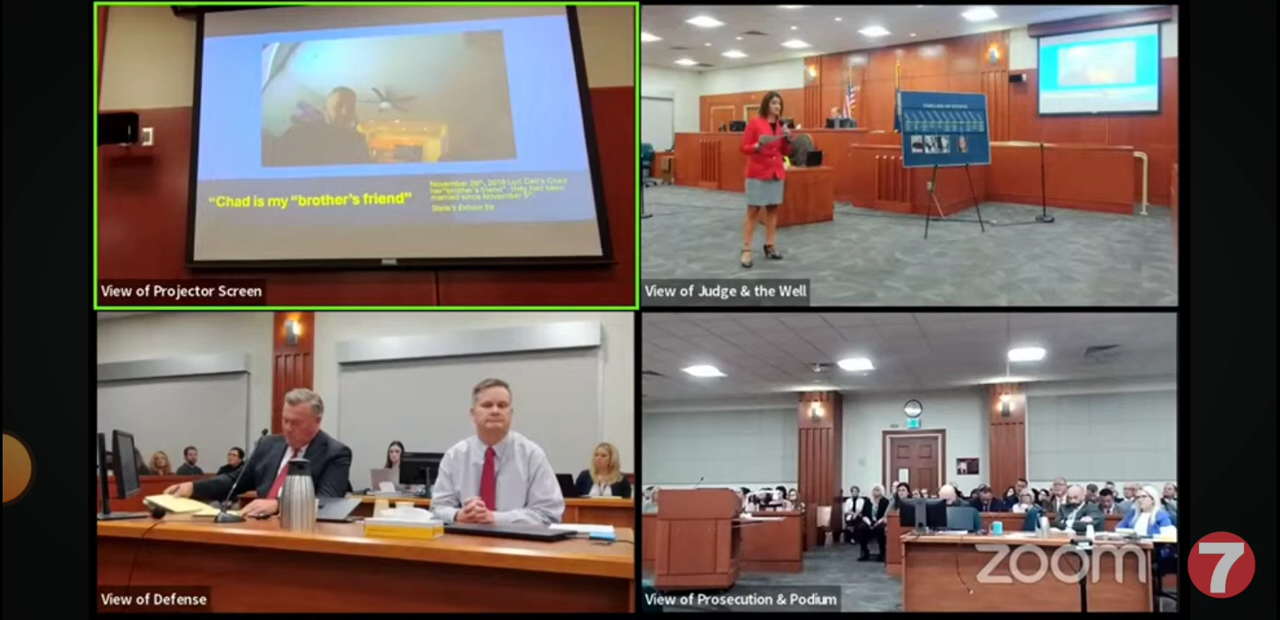 "Chad is my "brother's friend"
November 26th, 2019 Lori Calls Chad
her "brother's friend", they had been
married since November 5th.
View of Projector Screen
View of Judge & the Well
View of Defense
View of Prosecution & Podium
zoom
7